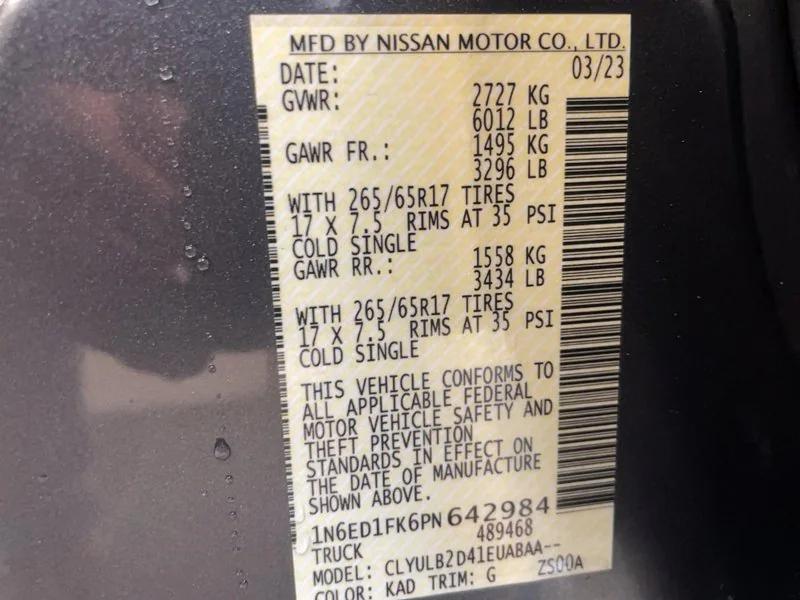 MFD BY NISSAN MOTOR CO., LTD.
DATE: 03/23
GVWR: 2727 KG
6012 LB
GAWR FR.: 1495 KG
3296 LB
WITH 265/65R17 TIRES
17 X 7.5 RIMS AT 35 PSI
COLD SINGLE
GAWR RR.: 1558 KG
3434 LB
WITH 265/65R17 TIRES
17 X 7.5 RIMS AT 35 PSI
COLD SINGLE
THIS VEHICLE CONFORMS TO
ALL APPLICABLE FEDERAL
MOTOR VEHICLE SAFETY AND
THEFT PREVENTION
STANDARDS IN EFFECT ON
THE DATE OF MANUFACTURE
SHOWN ABOVE.
1N6ED1FK6PN642984
TRUCK 489468
MODEL: CLYULB2D41EUABAA--
COLOR: KAD TRIM: G ZS00A